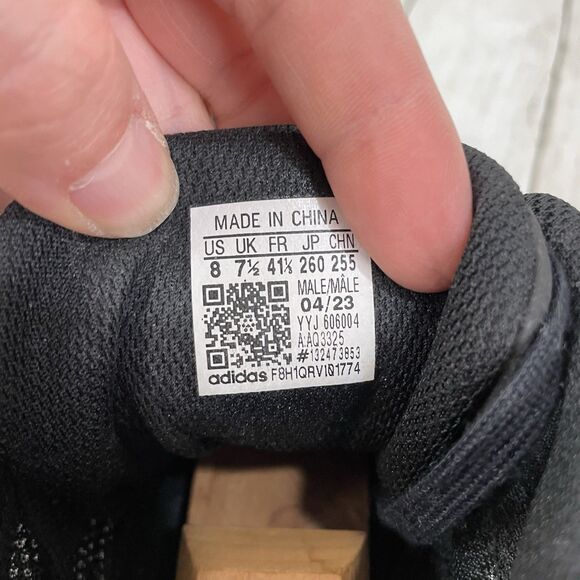 MADE IN CHINA
US UK FR JP CHN
8 7½ 41⅓ 260 255
MALE/MÂLE
04/23
YYJ 606004
A:AQ3325
#132473853
adidas F8H1QRVI01774